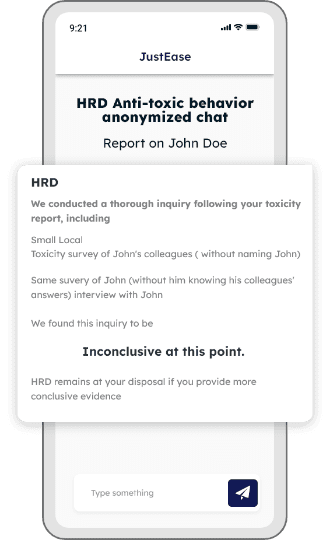 9:21
JustEase
HRD Anti-toxic behavior
anonymized chat
Report on John Doe
HRD
We conducted a thorough inquiry following your toxicity
report, including
Small Local
Toxicity survey of John's colleagues ( without naming John)
Same suvery of John (without him knowing his colleagues'
answers) interview with John
We found this inquiry to be
Inconclusive at this point.
HRD remains at your disposal if you provide more
conclusive evidence
Type something